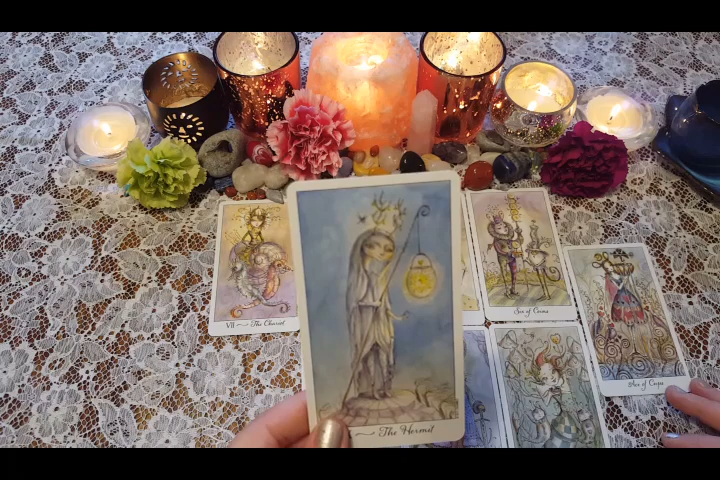 VII The Chariot
The Hermit
Six of Coins
Ace of Cups